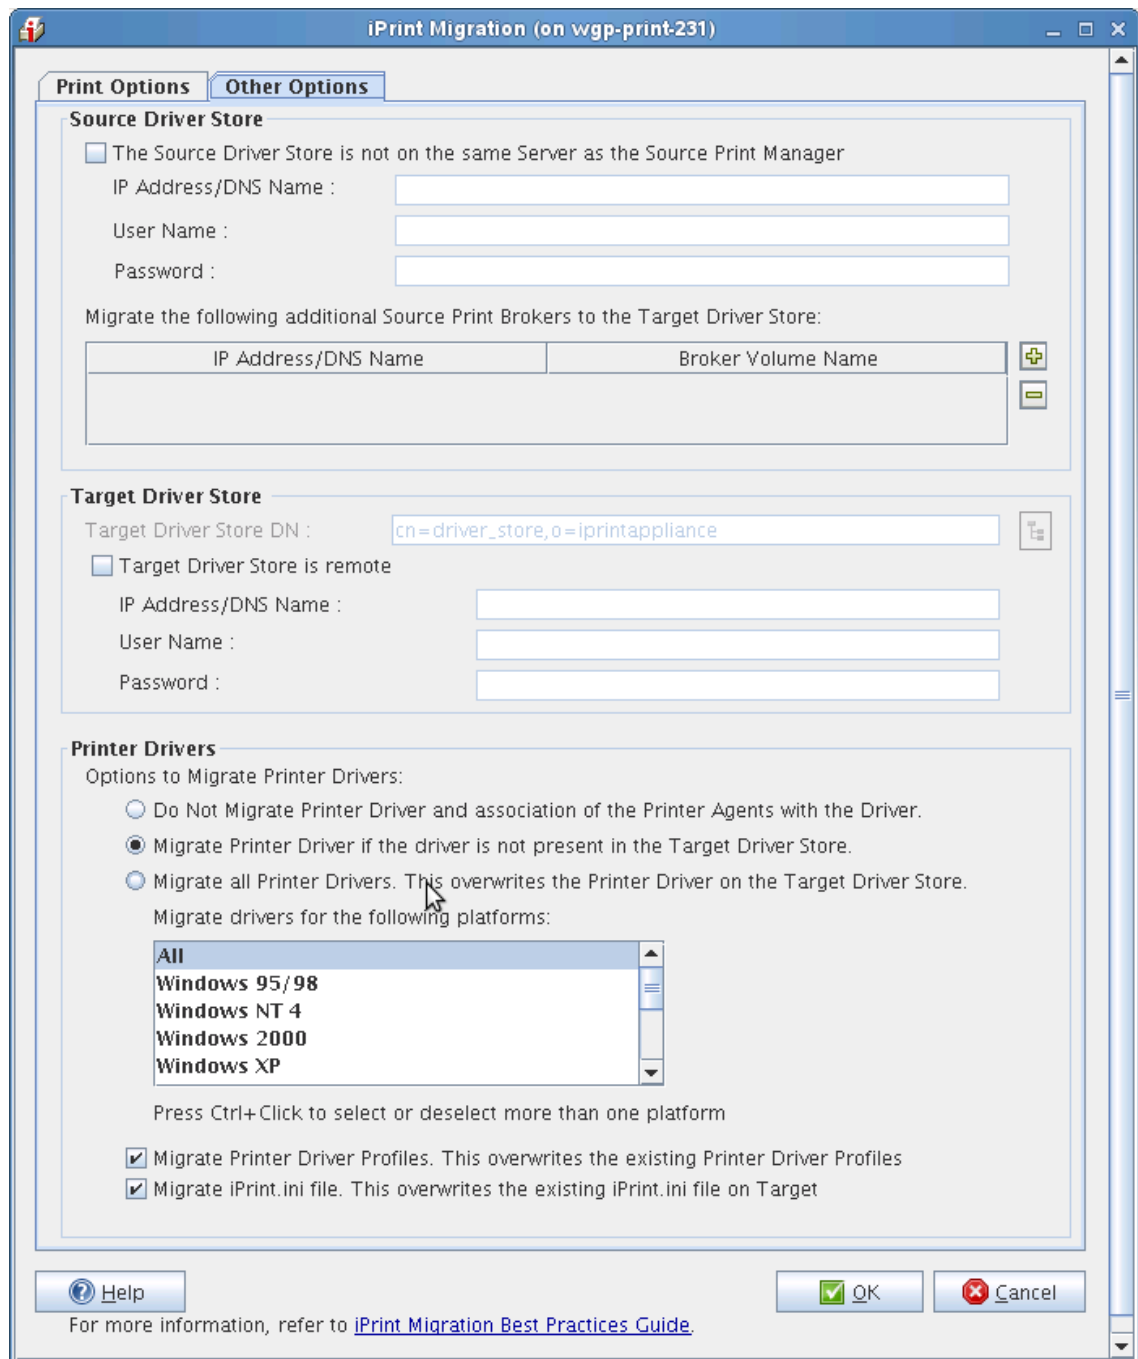 iPrint Migration (on wgp-print-231)
Print Options
Other Options
Source Driver Store
The Source Driver Store is not on the same Server as the Source Print Manager
IP Address/DNS Name :
User Name :
Password :
Migrate the following additional Source Print Brokers to the Target Driver Store:
IP Address/DNS Name
Broker Volume Name
Target Driver Store
Target Driver Store DN :
cn=driver_store,o=iprintappliance
Target Driver Store is remote
IP Address/DNS Name :
User Name :
Password :
Printer Drivers
Options to Migrate Printer Drivers:
Do Not Migrate Printer Driver and association of the Printer Agents with the Driver.
Migrate Printer Driver if the driver is not present in the Target Driver Store.
Migrate all Printer Drivers. This overwrites the Printer Driver on the Target Driver Store.
Migrate drivers for the following platforms:
All
Windows 95/98
Windows NT 4
Windows 2000
Windows XP
Press Ctrl+Click to select or deselect more than one platform
Migrate Printer Driver Profiles. This overwrites the existing Printer Driver Profiles
Migrate iPrint.ini file. This overwrites the existing iPrint.ini file on Target
Help
OK
Cancel
For more information, refer to iPrint Migration Best Practices Guide.